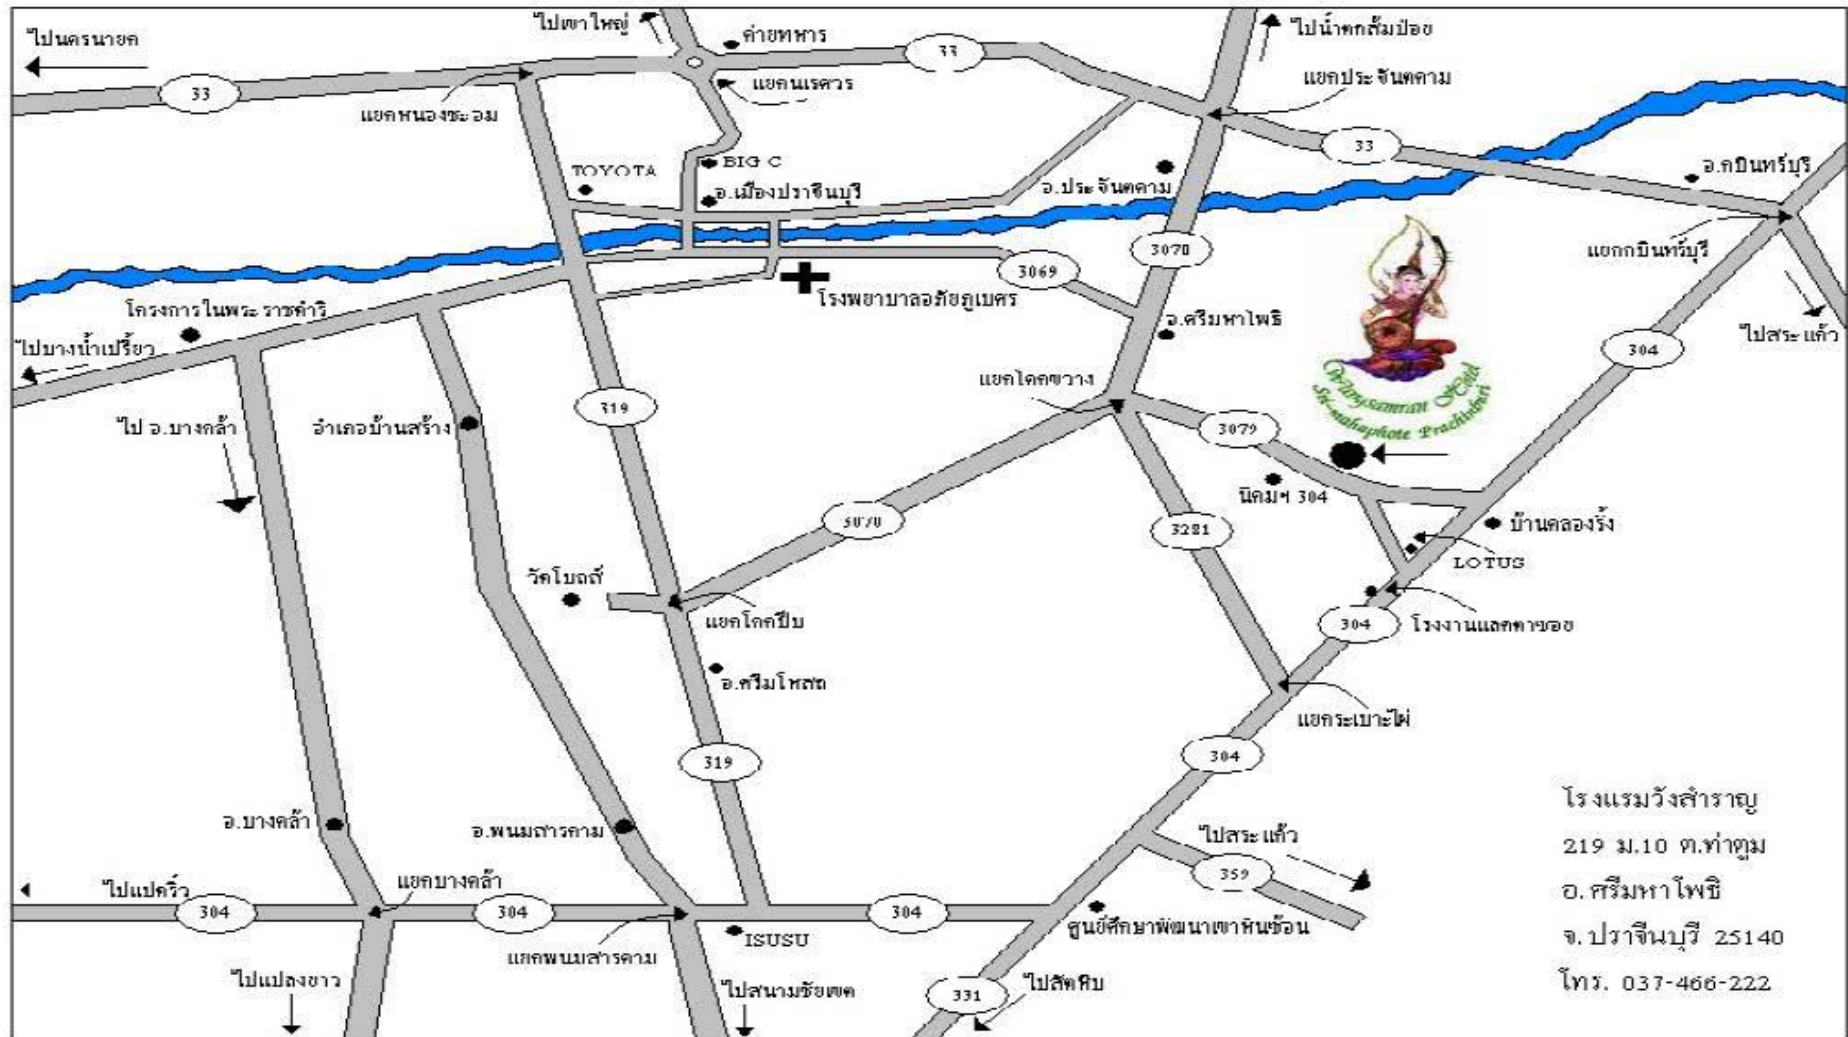 ไปนครนายก
ไปเขาใหญ่
ค่ายทหาร
ไปน้ำตกส้มป่อย
33
33
แยกนเรศวร
แยกประจันตคาม
แยกหนองชะอม
33
BIG C
TOYOTA
อ.เมืองปราจีนบุรี
อ.ประจันตคาม
อ.กบินทร์บุรี
3070
แยกกบินทร์บุรี
3069
โรงพยาบาลอภัยภูเบศร
โครงการในพระราชดำริ
อ.ศรีมหาโพธิ
ไปบางน้ำเปรี้ยว
ไปสระแก้ว
304
แยกโคกขวาง
Wangsamran Hotel
Sri-mahaphote Prachinburi
319
ไป อ.บางคล้า
อำเภอบ้านสร้าง
3079
นิคมฯ 304
3070
3281
บ้านคลองรั้ง
LOTUS
วัดโบถส์
แยกโคกปีบ
304
โรงงานแลคตาซอย
อ.ศรีมโหสถ
แยกระเบาะไผ่
319
304
โรงแรมวังสำราญ
219 ม.10 ต.ท่าตูม
อ.ศรีมหาโพธิ
จ.ปราจีนบุรี 25140
โทร. 037-466-222
อ.บางคล้า
อ.พนมสารคาม
ไปสระแก้ว
359
ไปแปดริ้ว
แยกบางคล้า
304
304
304
ศูนย์ศึกษาพัฒนาเขาหินซ้อน
ISUSU
แยกพนมสารคาม
ไปแปลงยาว
ไปสนามชัยเขต
331
ไปสัตหีบ